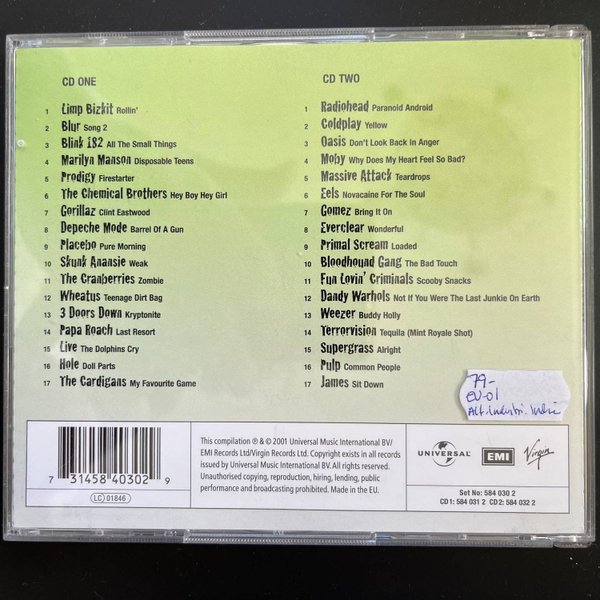 CD ONE
1 Limp Bizkit Rollin'
2 Blur Song 2
3 Blink 182 All The Small Things
4 Marilyn Manson Disposable Teens
5 Prodigy Firestarter
6 The Chemical Brothers Hey Boy Hey Girl
7 Gorillaz Clint Eastwood
8 Depeche Mode Barrel Of A Gun
9 Placebo Pure Morning
10 Skunk Anansie Weak
11 The Cranberries Zombie
12 Wheatus Teenage Dirt Bag
13 3 Doors Down Kryptonite
14 Papa Roach Last Resort
15 Live The Dolphins Cry
16 Hole Doll Parts
17 The Cardigans My Favourite Game
CD TWO
1 Radiohead Paranoid Android
2 Coldplay Yellow
3 Oasis Don't Look Back In Anger
4 Moby Why Does My Heart Feel So Bad?
5 Massive Attack Teardrops
6 Eels Novacaine For The Soul
7 Gomez Bring It On
8 Everclear Wonderful
9 Primal Scream Loaded
10 Bloodhound Gang The Bad Touch
11 Fun Lovin' Criminals Scooby Snacks
12 Dandy Warhols Not If You Were The Last Junkie On Earth
13 Weezer Buddy Holly
14 Terrorvision Tequila (Mint Royale Shot)
15 Supergrass Alright
16 Pulp Common People
17 James Sit Down
79-
EU-01
Alt. Industri. Indie
7 31458 40302 9
LC 01846
This compilation ℗ & © 2001 Universal Music International BV/
EMI Records Ltd/Virgin Records Ltd. Copyright exists in all records
issued by Universal Music International BV. All rights reserved.
Unauthorised copying, reproduction, hiring, lending, public
performance and broadcasting prohibited. Made in the EU.
UNIVERSAL
EMI
Virgin
Set No: 584 030 2
CD 1: 584 031 2 CD 2: 584 032 2